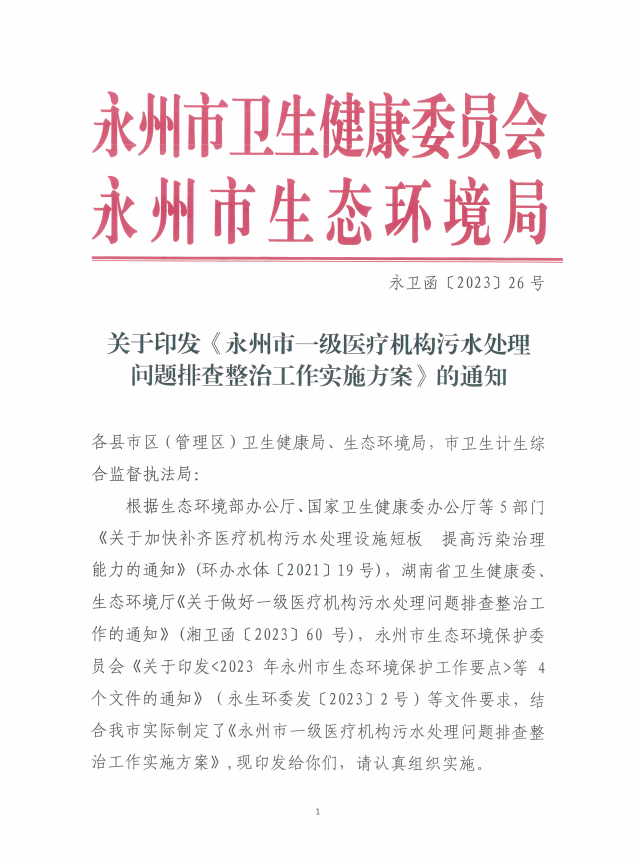 永州市卫生健康委员会
永州市生态环境局
永卫函〔2023〕26号
关于印发《永州市一级医疗机构污水处理
问题排查整治工作实施方案》的通知
各县市区（管理区）卫生健康局、生态环境局，市卫生计生综
合监督执法局：
根据生态环境部办公厅、国家卫生健康委办公厅等5部门
《关于加快补齐医疗机构污水处理设施短板　提高污染治理
能力的通知》(环办水体〔2021〕19号)，湖南省卫生健康委、
生态环境厅《关于做好一级医疗机构污水处理问题排查整治工
作的通知》(湘卫函〔2023〕60 号)，永州市生态环境保护委
员会《关于印发<2023 年永州市生态环境保护工作要点>等 4
个文件的通知》（永生环委发〔2023〕2号）等文件要求，结
合我市实际制定了《永州市一级医疗机构污水处理问题排查整
治工作实施方案》,现印发给你们，请认真组织实施。
1